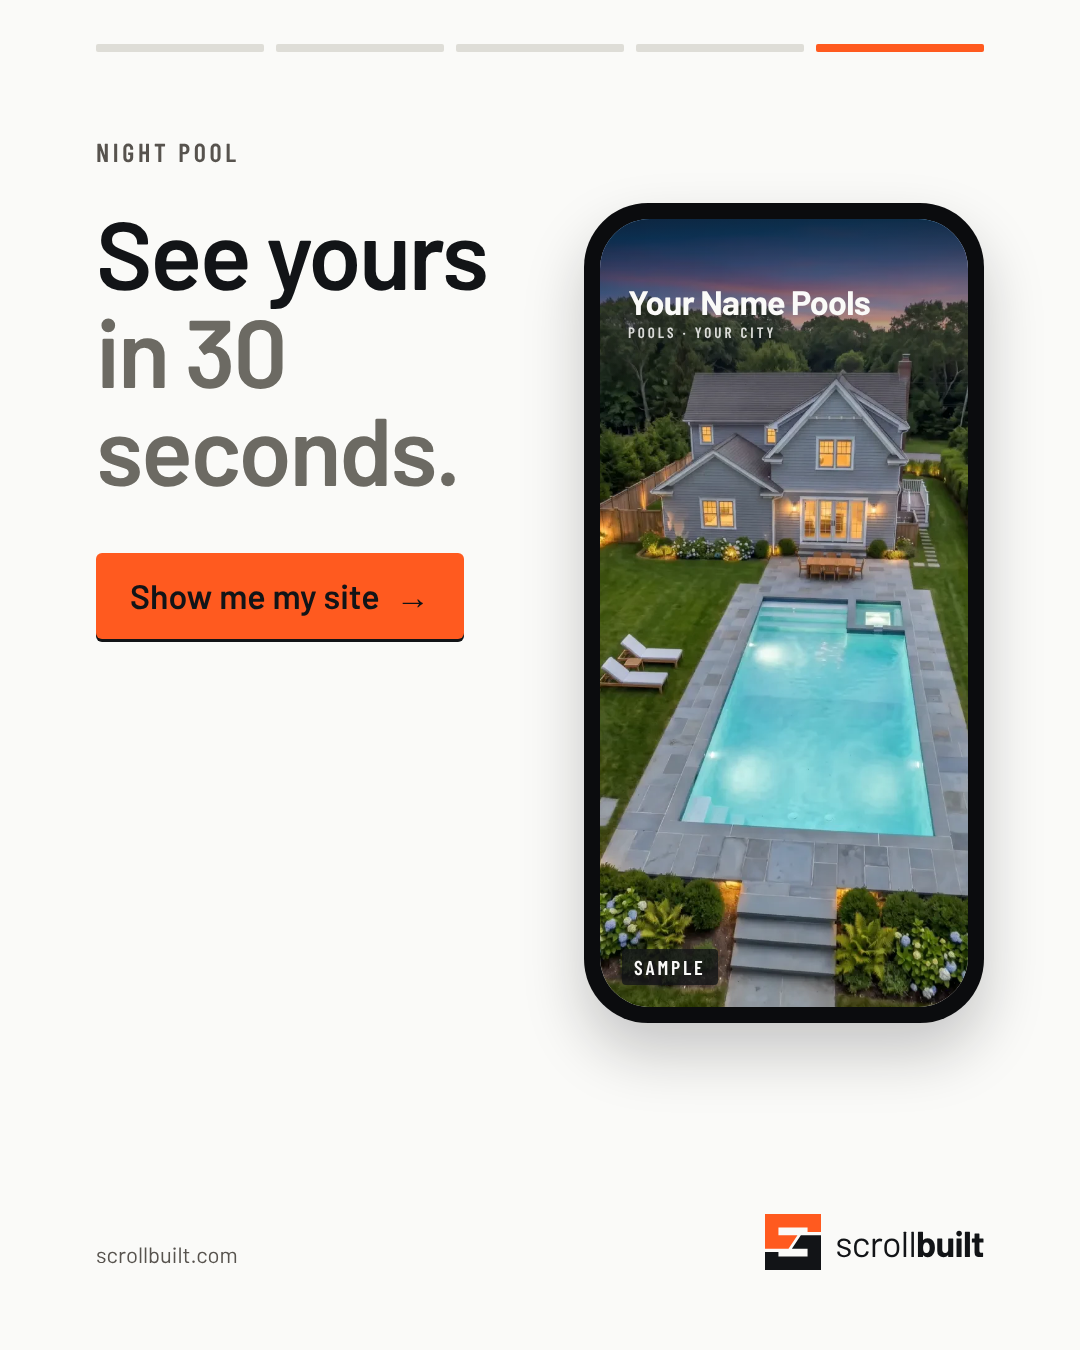 NIGHT POOL
See yours
in 30
seconds.
Show me my site →
Your Name Pools
POOLS · YOUR CITY
SAMPLE
scrollbuilt.com
scrollbuilt